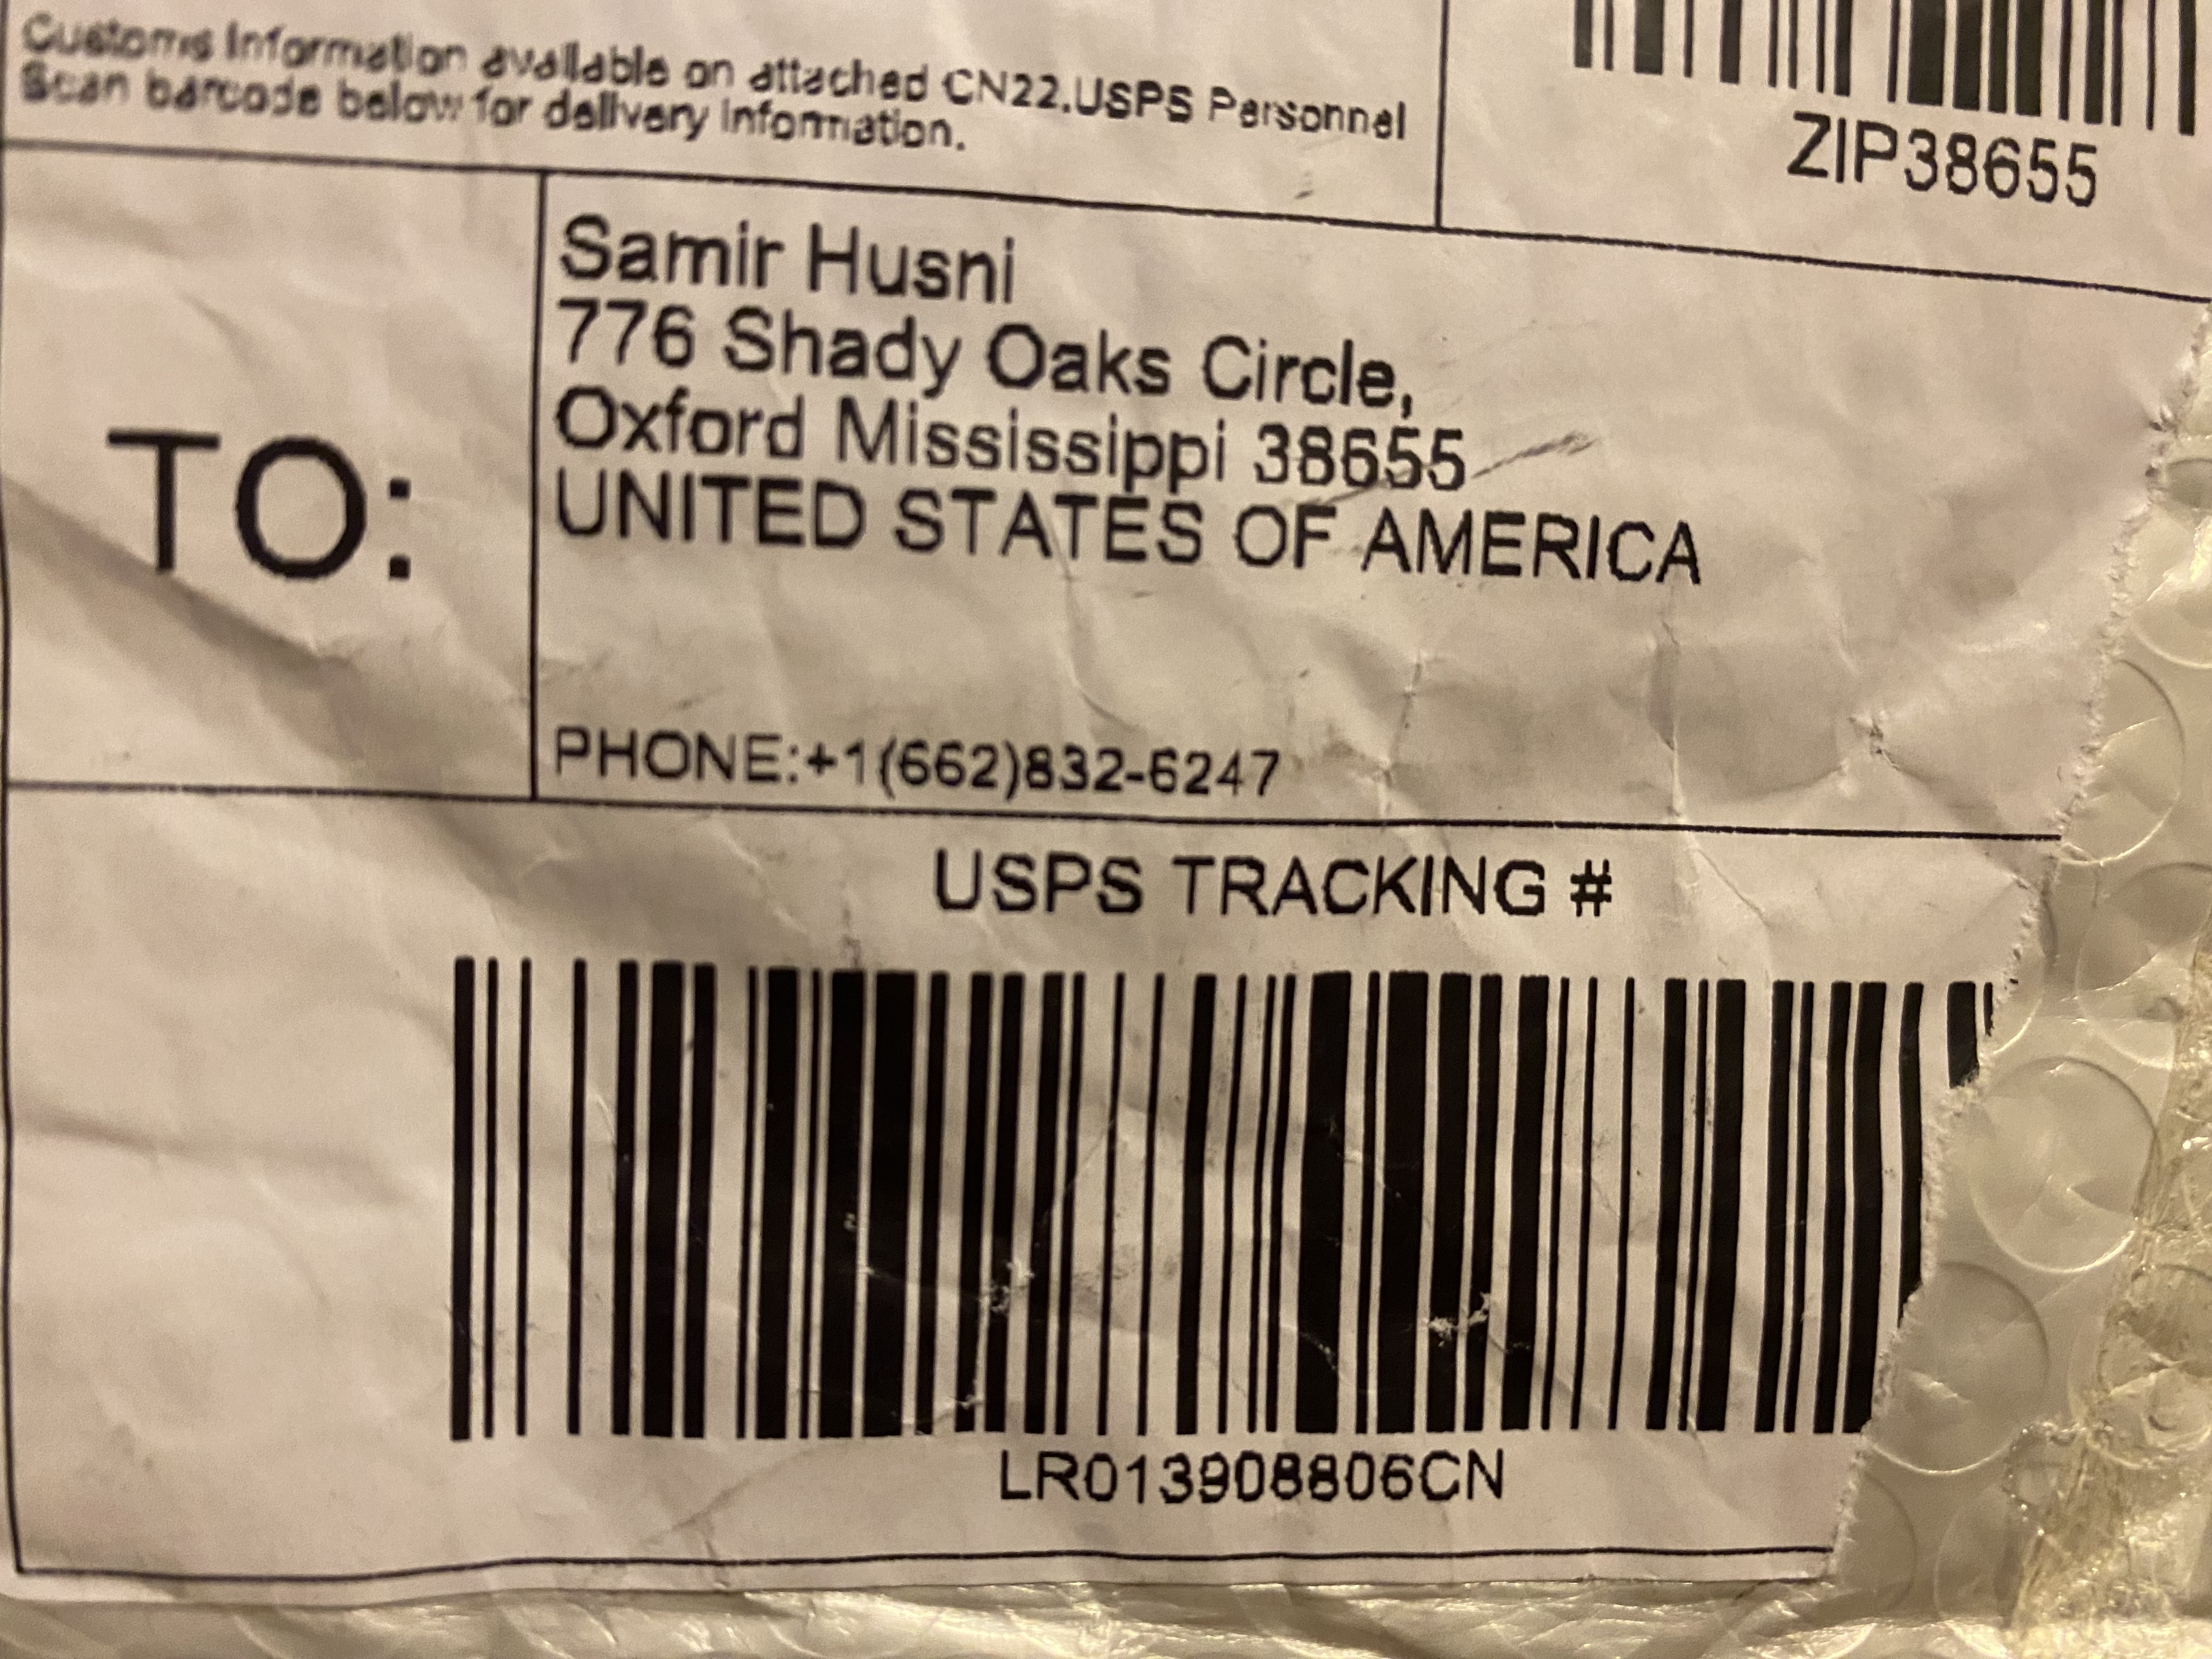 Customs Information available on attached CN22.USPS Personnel
Scan barcode below for delivery information.
ZIP38655
TO:
Samir Husni
776 Shady Oaks Circle,
Oxford Mississippi 38655
UNITED STATES OF AMERICA
PHONE:+1(662)832-6247
USPS TRACKING #
LR013908806CN